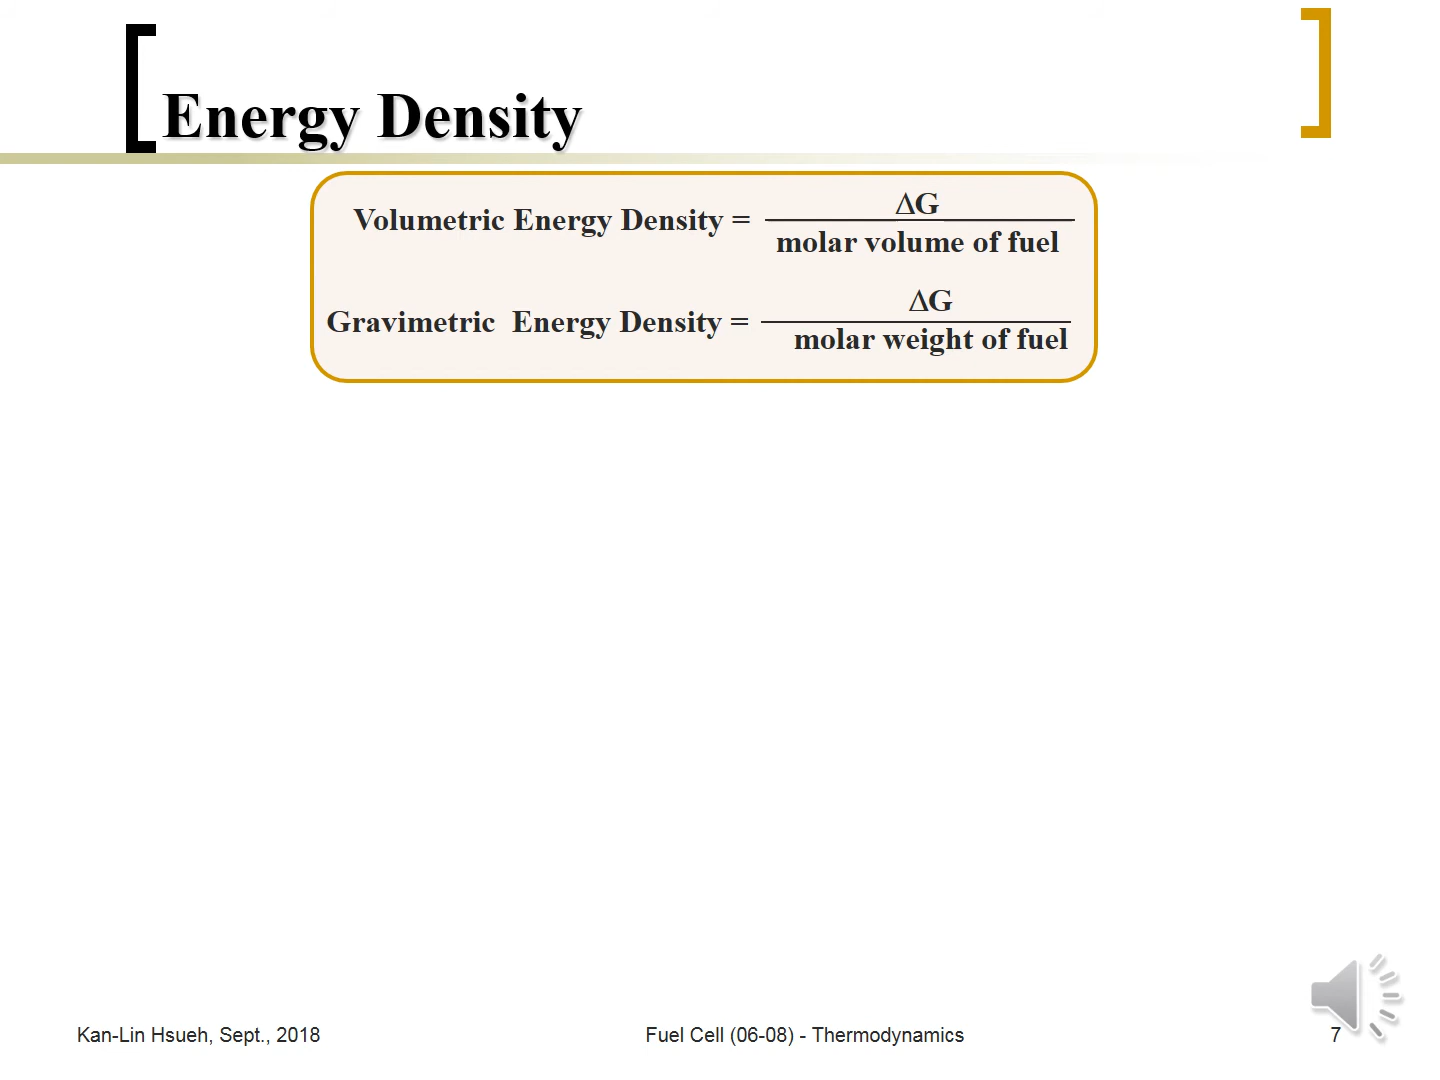 Energy Density
Volumetric Energy Density = ΔG
molar volume of fuel
Gravimetric Energy Density = ΔG
molar weight of fuel
Kan-Lin Hsueh, Sept., 2018
Fuel Cell (06-08) - Thermodynamics
7